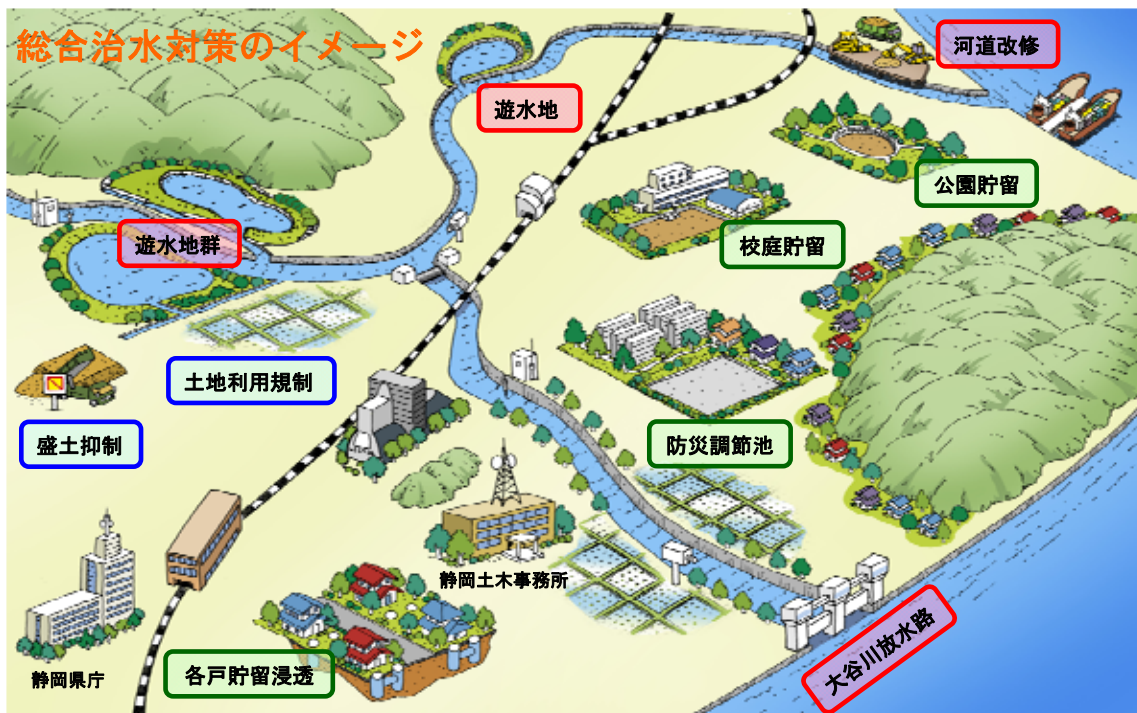 総合治水対策のイメージ
河道改修
遊水地
公園貯留
遊水地群
校庭貯留
土地利用規制
盛土抑制
防災調節池
静岡土木事務所
静岡県庁
各戸貯留浸透
大谷川放水路